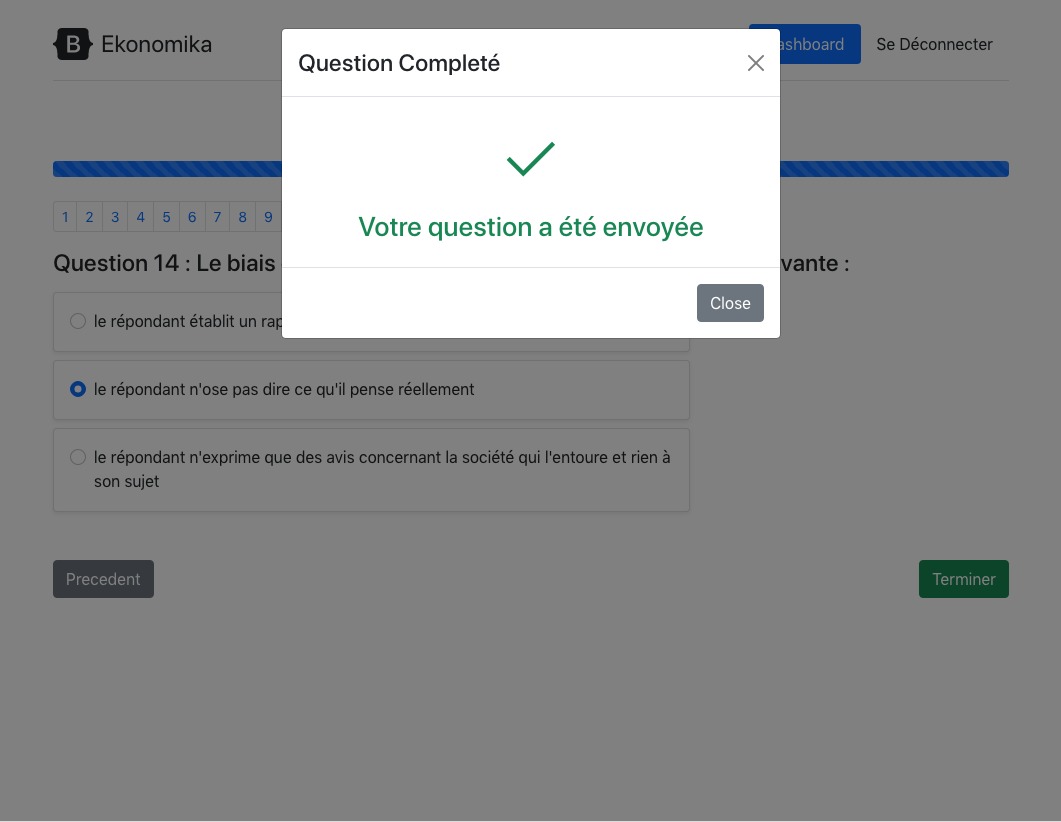 B Ekonomika
ashboard
Se Déconnecter
Question Completé
Votre question a été envoyée
Close
1 2 3 4 5 6 7 8 9
Question 14 : Le biais
vante :
le répondant établit un rap
le répondant n'ose pas dire ce qu'il pense réellement
le répondant n'exprime que des avis concernant la société qui l'entoure et rien à
son sujet
Precedent
Terminer